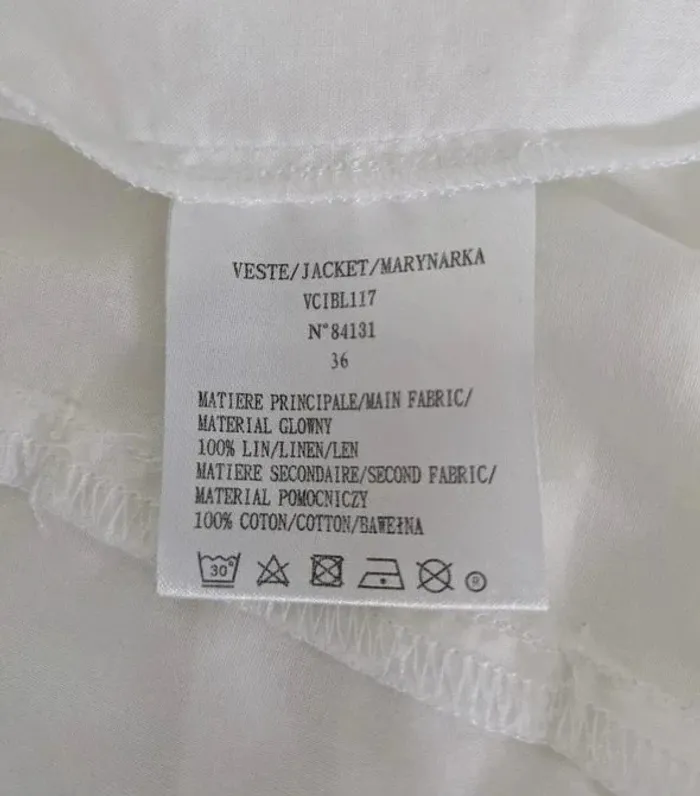 VESTE/JACKET/MARYNARKA
VCIBL117
N°84131
36
MATIERE PRINCIPALE/MAIN FABRIC/
MATERIAL GLOWNY
100% LIN/LINEN/LEN
MATIERE SECONDAIRE/SECOND FABRIC/
MATERIAL POMOCNICZY
100% COTON/COTTON/BAWEŁNA
30° ®